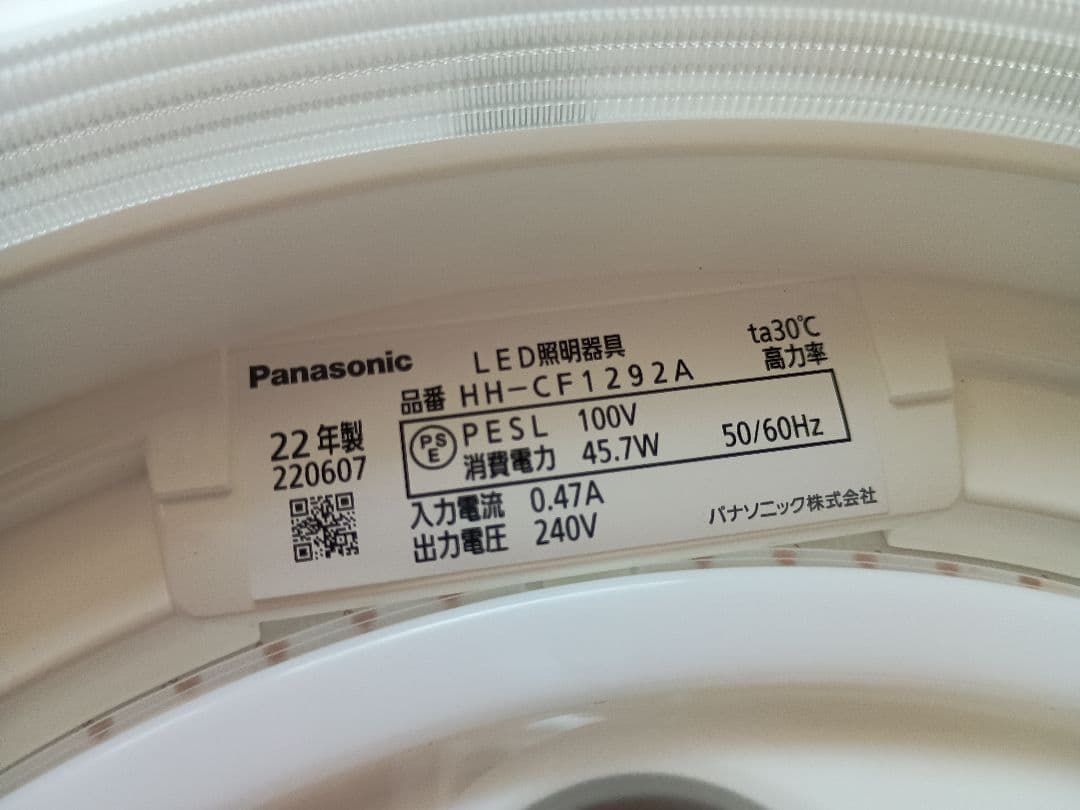 Panasonic LED照明器具 ta30℃
品番 HH-CF1292A 高力率
22年製
220607
PSE PESL 100V
消費電力 45.7W 50/60Hz
入力電流 0.47A
出力電圧 240V
パナソニック株式会社